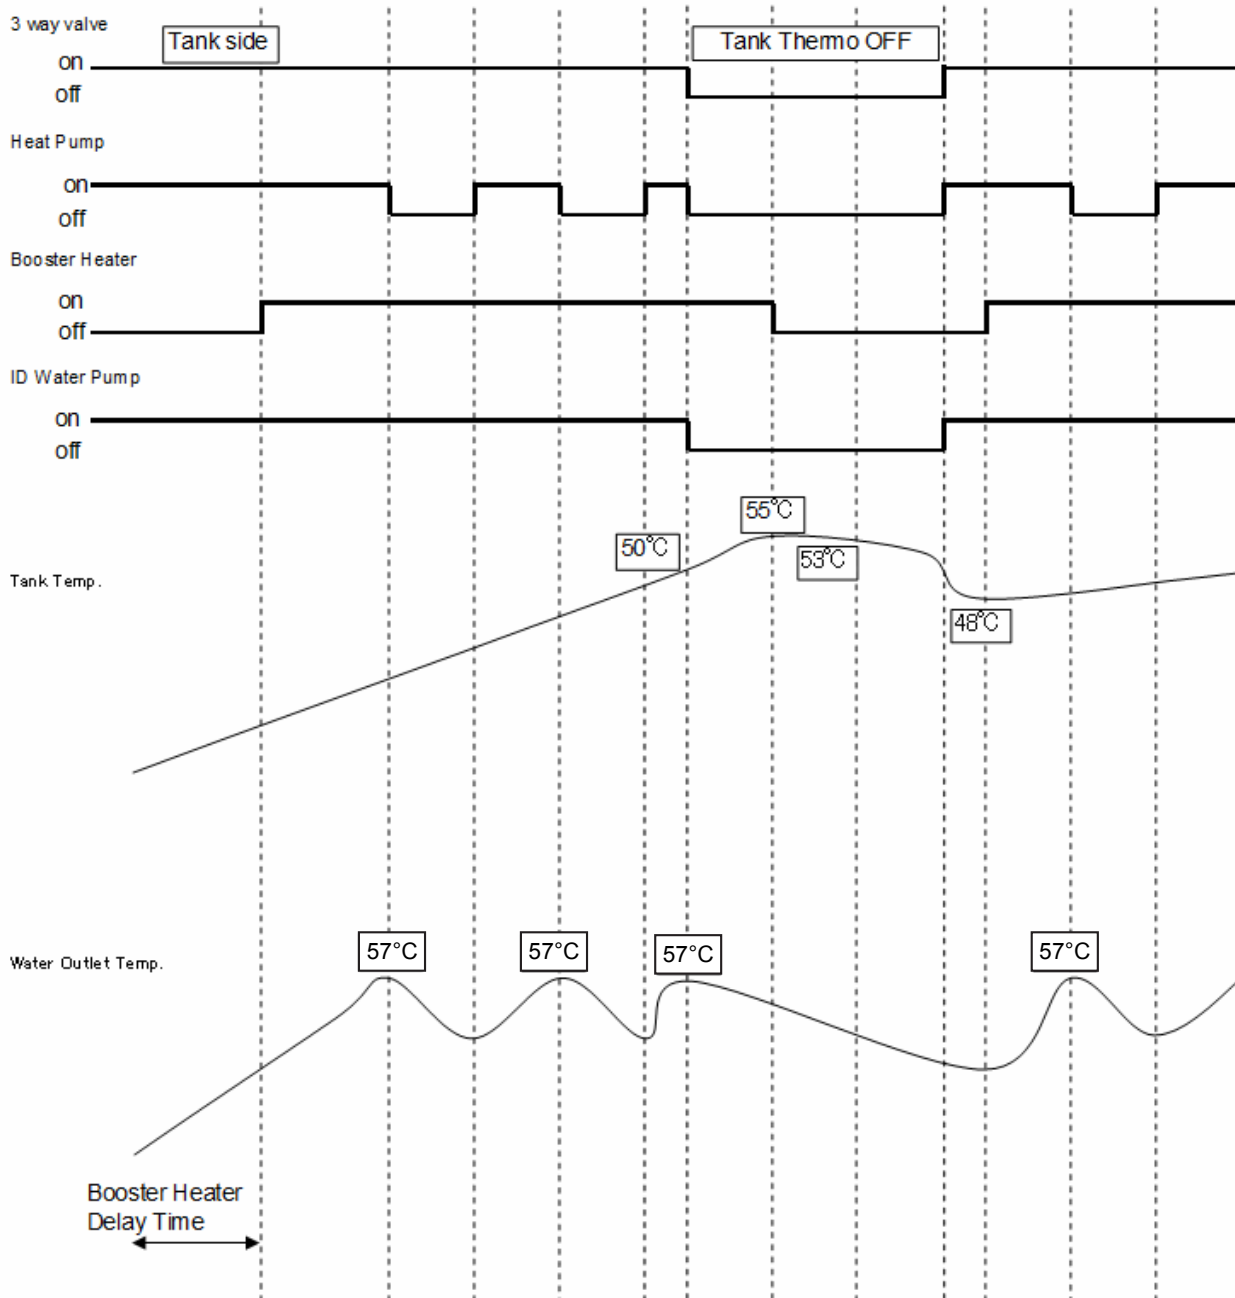 3 way valve
Tank side
Tank Thermo OFF
on
off
Heat Pump
on
off
Booster Heater
on
off
ID Water Pump
on
off
55°C
50°C
53°C
Tank Temp.
48°C
57°C
57°C
57°C
57°C
Water Outlet Temp.
Booster Heater
Delay Time